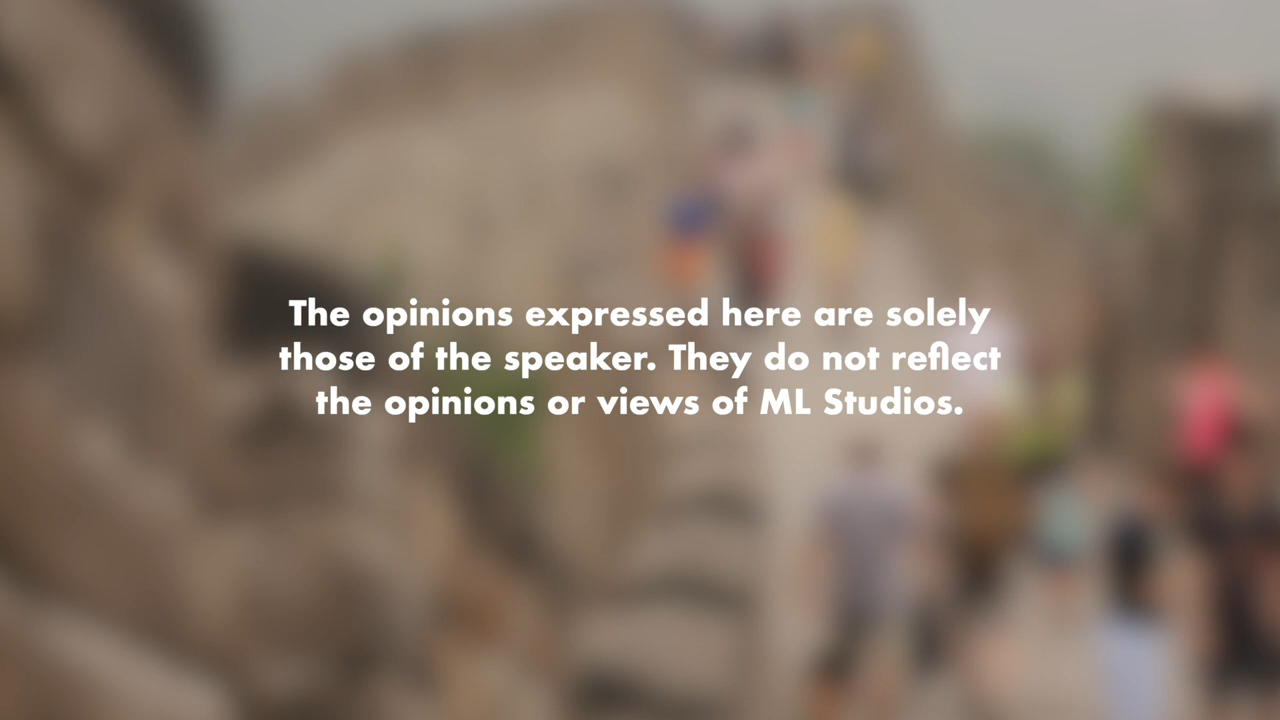 The opinions expressed here are solely
those of the speaker. They do not reflect
the opinions or views of ML Studios.